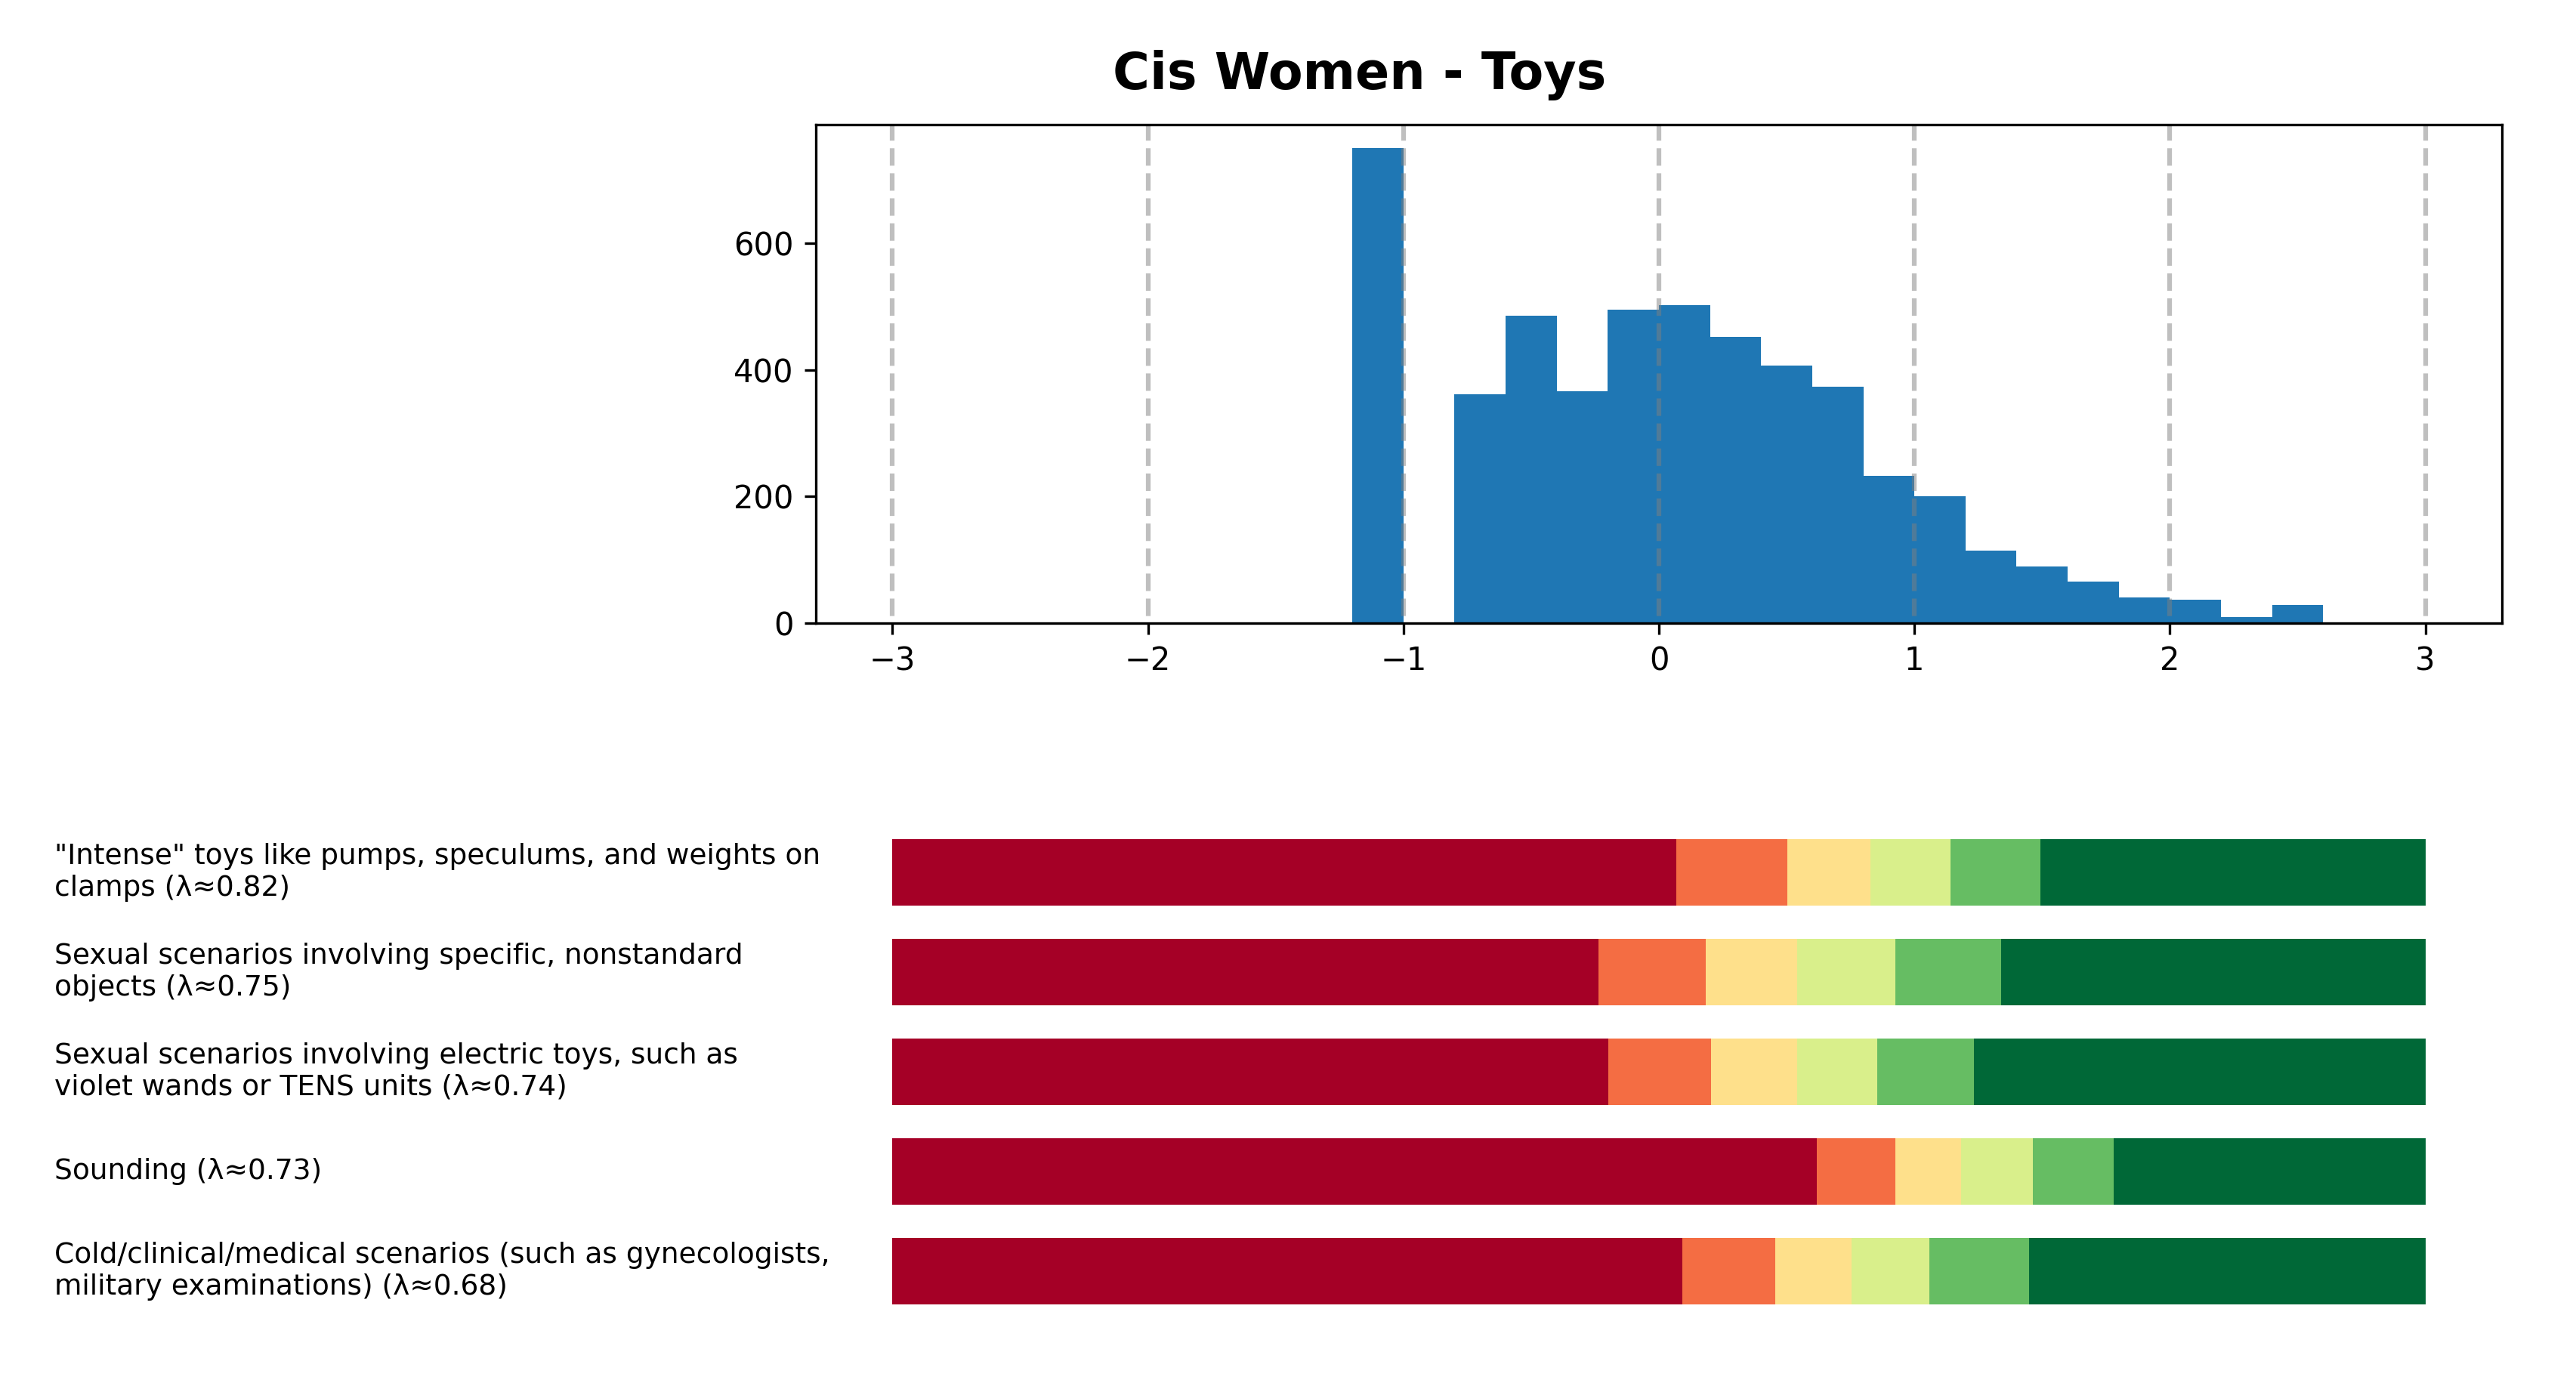 Cis Women - Toys
600
400
200
0
−3 −2 −1 0 1 2 3
"Intense" toys like pumps, speculums, and weights on
clamps (λ≈0.82)
Sexual scenarios involving specific, nonstandard
objects (λ≈0.75)
Sexual scenarios involving electric toys, such as
violet wands or TENS units (λ≈0.74)
Sounding (λ≈0.73)
Cold/clinical/medical scenarios (such as gynecologists,
military examinations) (λ≈0.68)